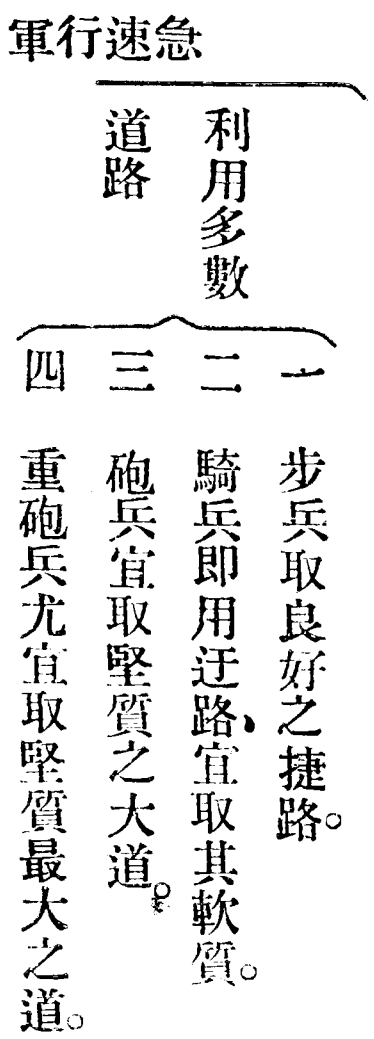 急速行軍
利用多數
道路
一 步兵取良好之捷路。
二 騎兵即用迂路、宜取其軟質。
三 砲兵宜取堅質之大道。
四 重砲兵尤宜取堅質最大之道。